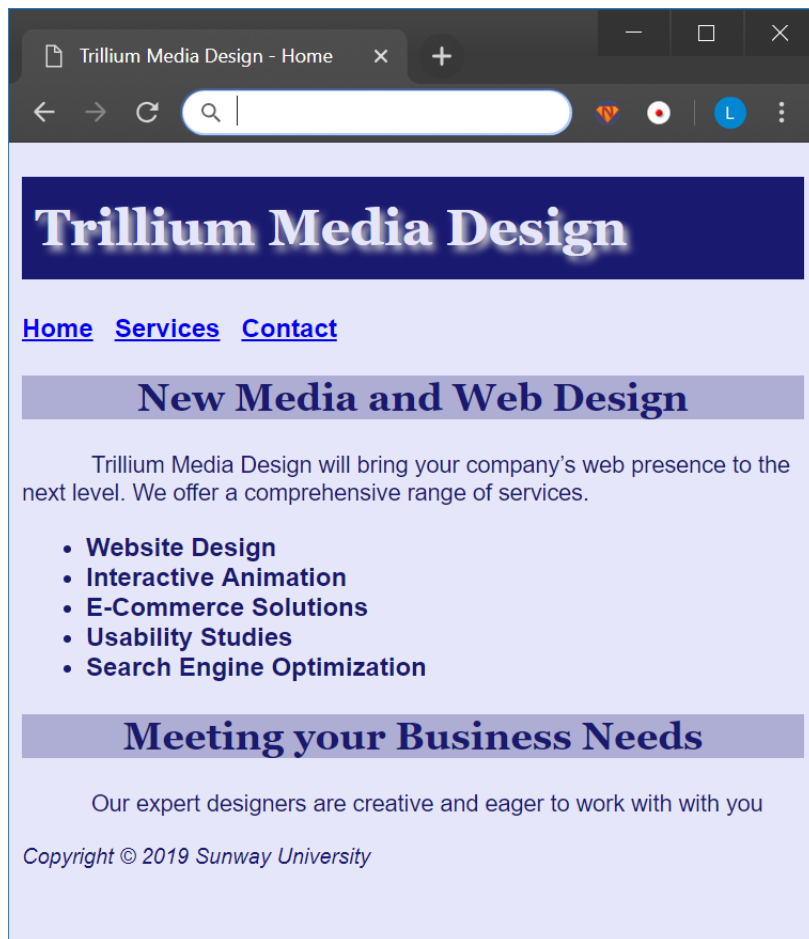 Trillium Media Design - Home
N
L
Trillium Media Design
Home Services Contact
New Media and Web Design
Trillium Media Design will bring your company’s web presence to the
next level. We offer a comprehensive range of services.
• Website Design
• Interactive Animation
• E-Commerce Solutions
• Usability Studies
• Search Engine Optimization
Meeting your Business Needs
Our expert designers are creative and eager to work with with you
Copyright © 2019 Sunway University